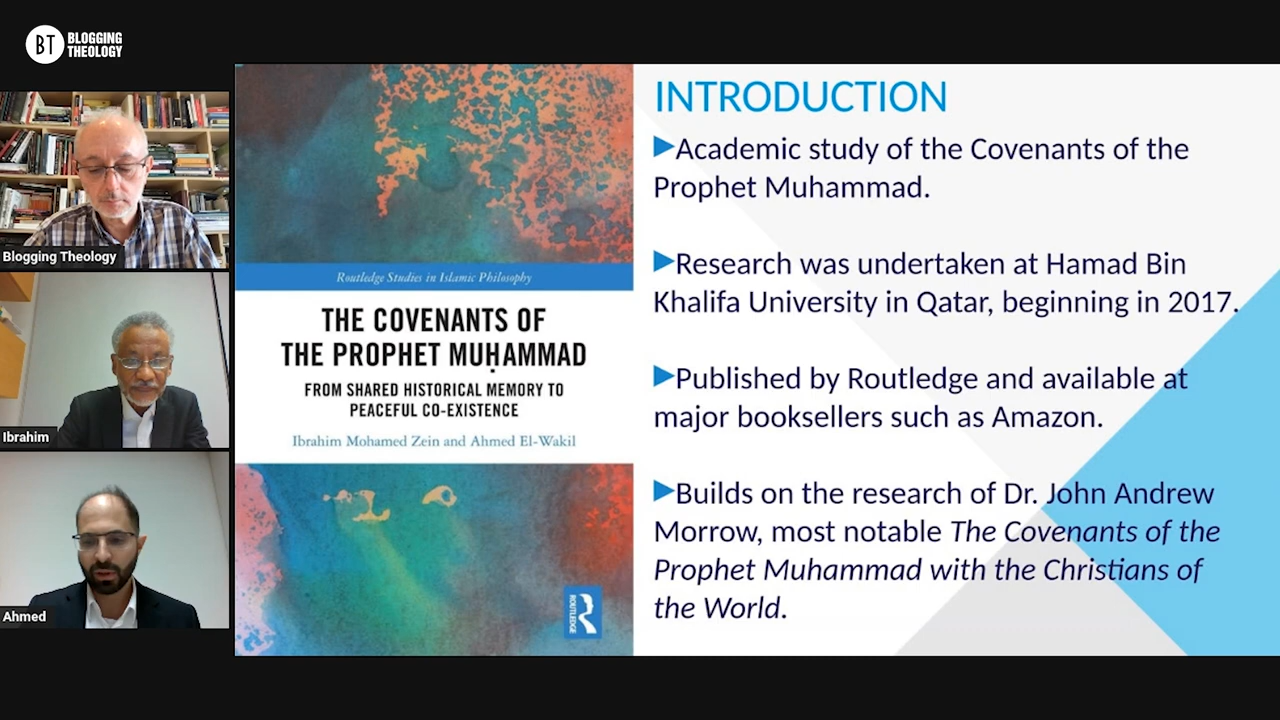 BT BLOGGING
THEOLOGY
Blogging Theology
Ibrahim
Ahmed
Routledge Studies in Islamic Philosophy
THE COVENANTS OF
THE PROPHET MUḤAMMAD
FROM SHARED HISTORICAL MEMORY TO
PEACEFUL CO-EXISTENCE
Ibrahim Mohamed Zein and Ahmed El-Wakil
ROUTLEDGE
INTRODUCTION
▶Academic study of the Covenants of the
Prophet Muhammad.
▶Research was undertaken at Hamad Bin
Khalifa University in Qatar, beginning in 2017.
▶Published by Routledge and available at
major booksellers such as Amazon.
▶Builds on the research of Dr. John Andrew
Morrow, most notable The Covenants of the
Prophet Muhammad with the Christians of
the World.